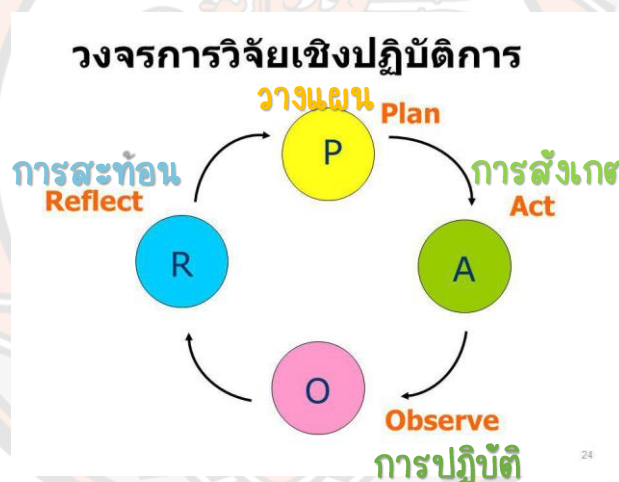 วงจรการวิจัยเชิงปฏิบัติการ
วางแผน
Plan
P
การสะท้อน
Reflect
การสังเกต
Act
R
A
O
Observe
การปฏิบัติ
24